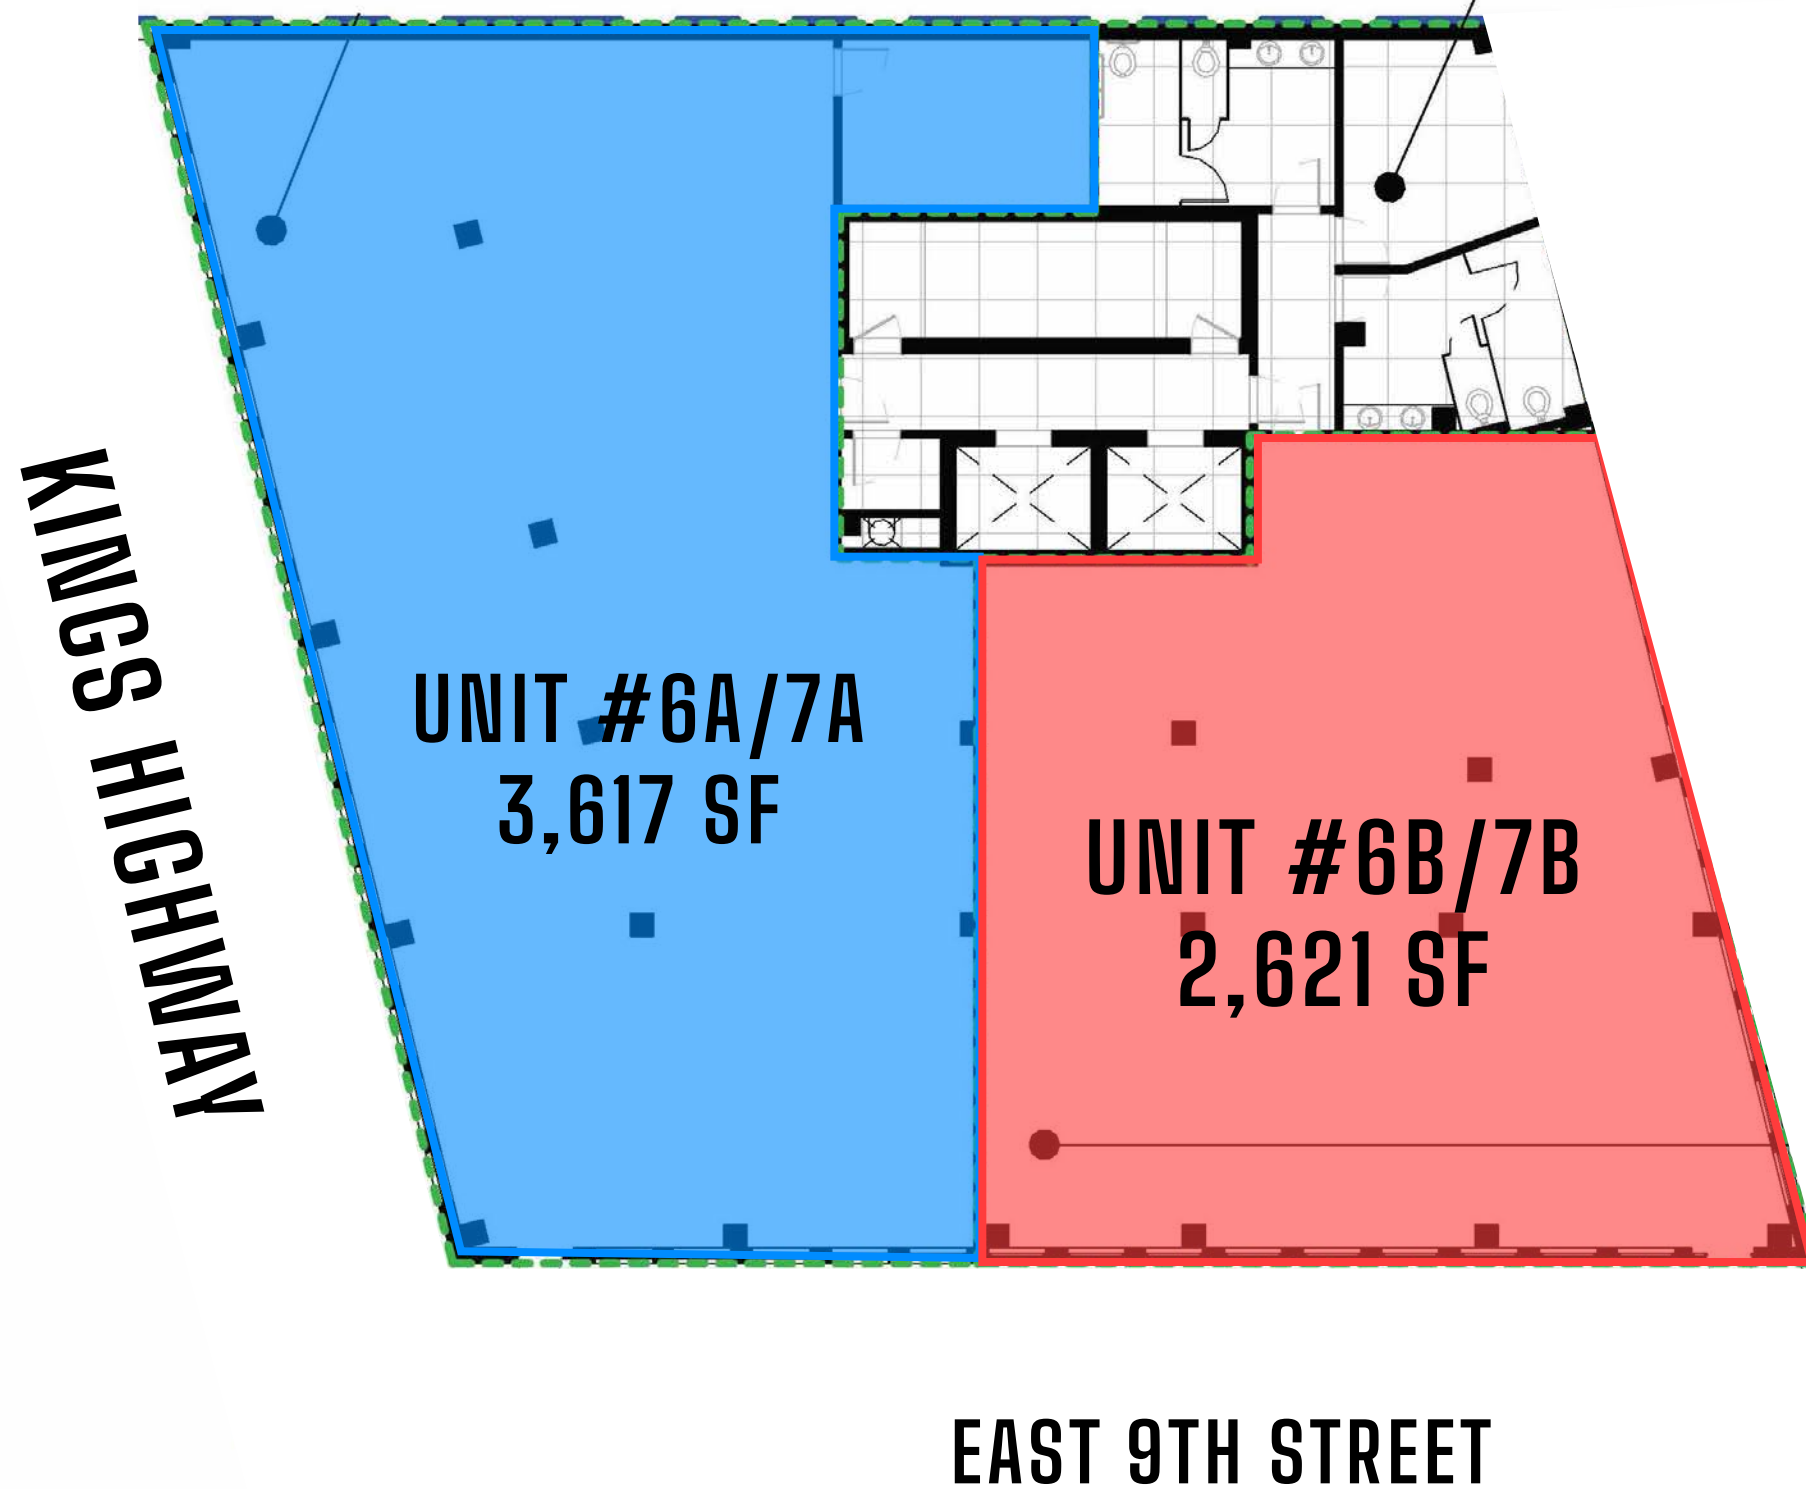 KINGS HIGHWAY
UNIT #6A/7A
3,617 SF
UNIT #6B/7B
2,621 SF
EAST 9TH STREET